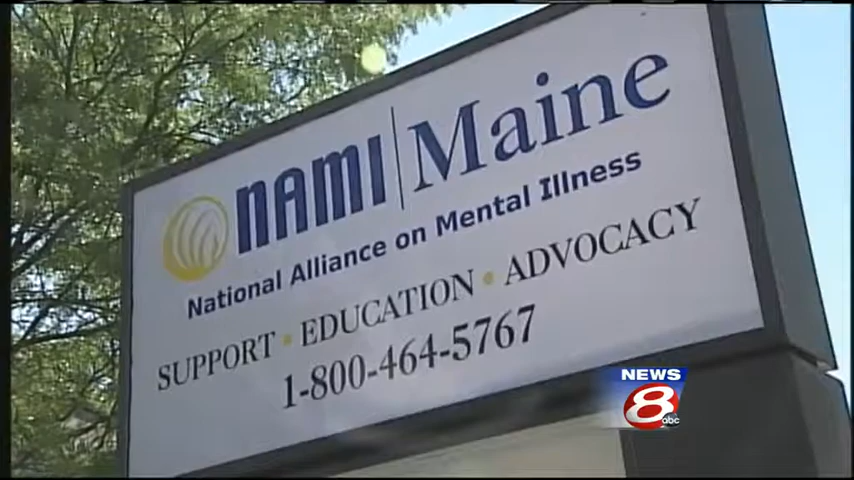 NAMI Maine
National Alliance on Mental Illness
SUPPORT • EDUCATION • ADVOCACY
1-800-464-5767
NEWS
8
abc